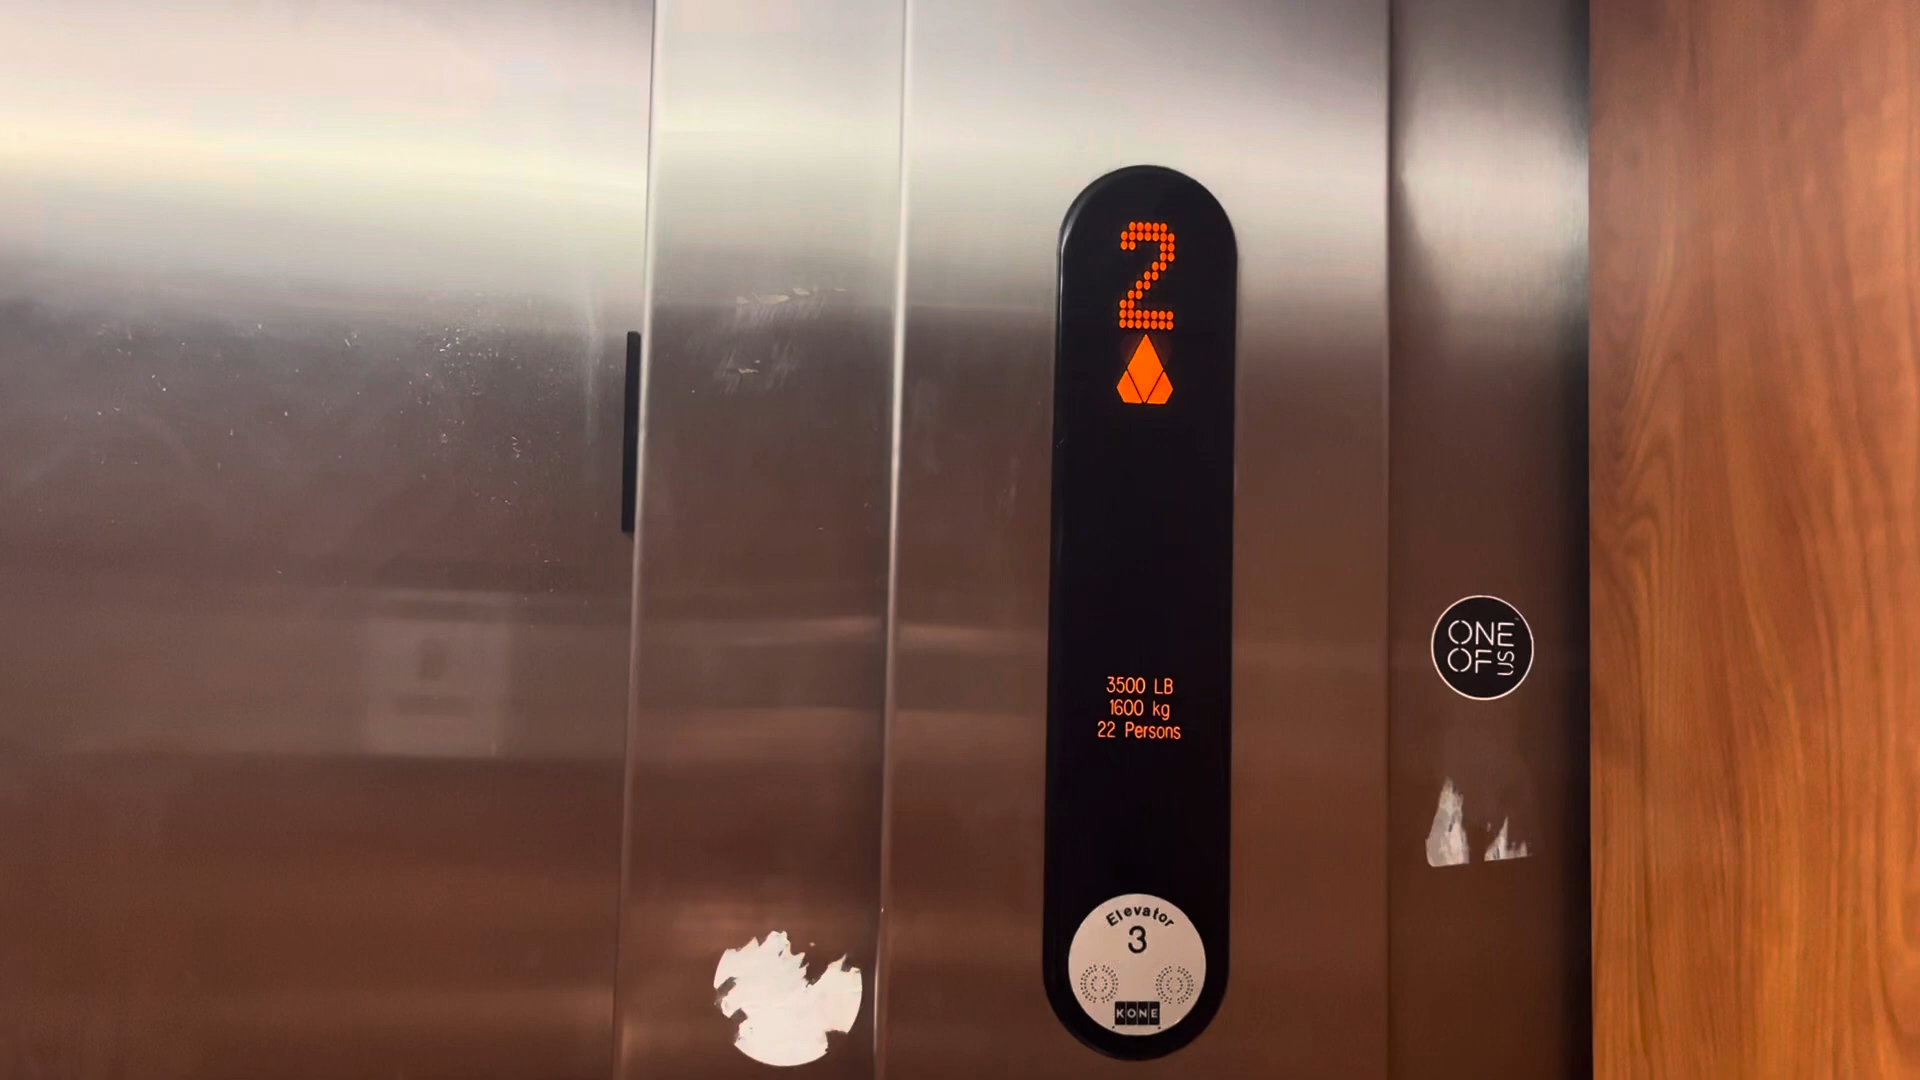 2
3500 LB
1600 kg
22 Persons
ONE
OF US
Elevator
3
KONE